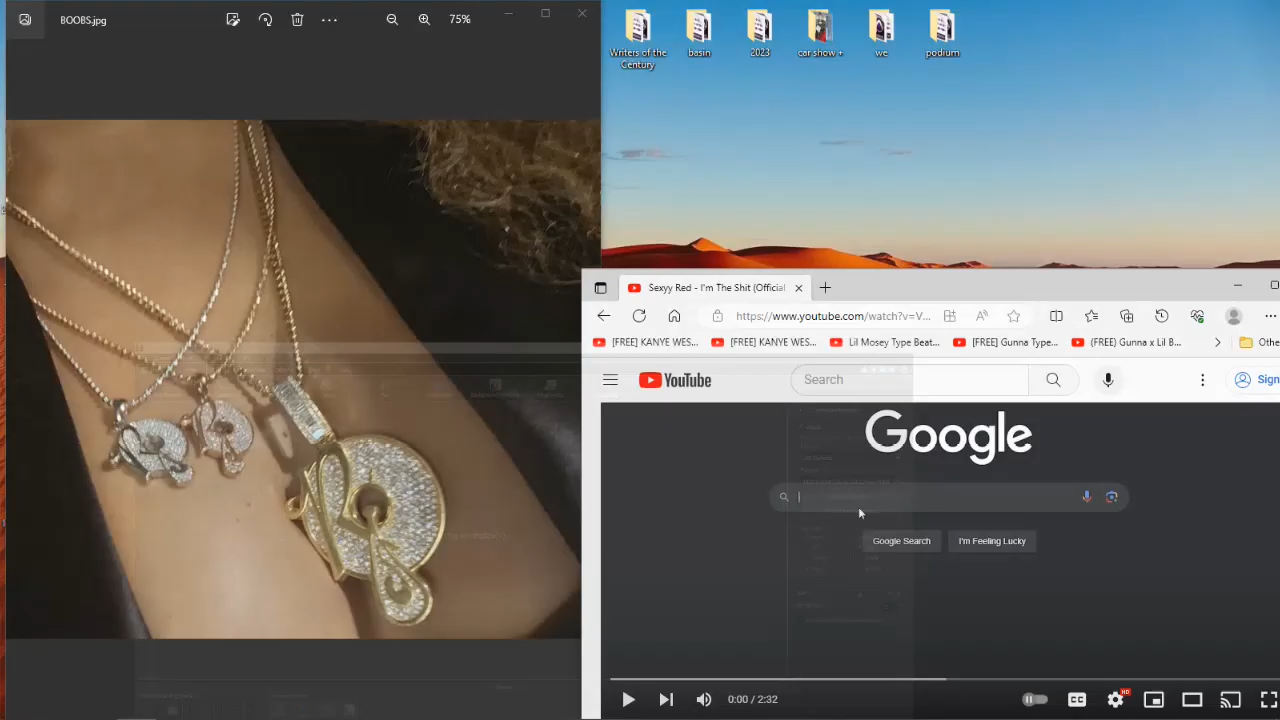 BOOBS.jpg
75%
Writers of the
Century
basin
2023
car show +
we
podium
Sexyy Red - I'm The Shit (Official
https://www.youtube.com/watch?v=V...
[FREE] KANYE WES...
[FREE] KANYE WES...
Lil Mosey Type Beat...
[FREE] Gunna Type...
(FREE) Gunna x Lil B...
Othe
YouTube
Search
Sign
Google
Google Search
I'm Feeling Lucky
0:00 / 2:32
CC
HD